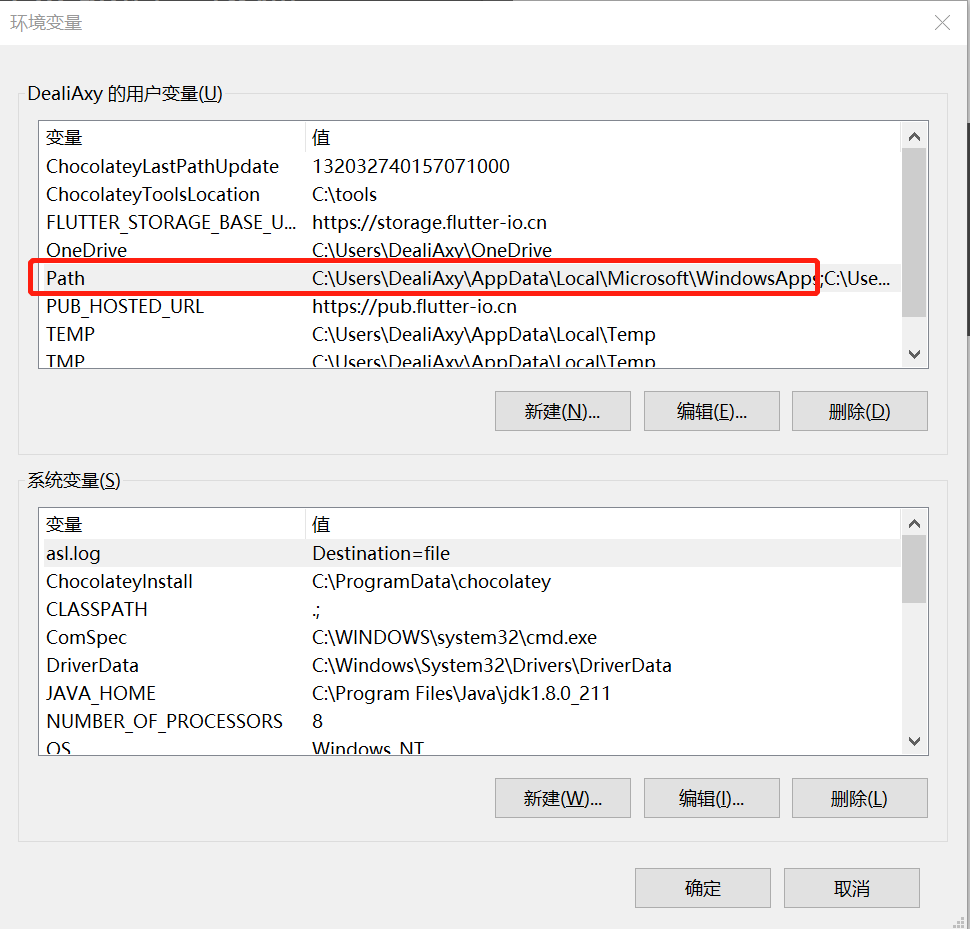 环境变量
DealiAxy 的用户变量(U)
变量 值
ChocolateyLastPathUpdate 132032740157071000
ChocolateyToolsLocation C:\tools
FLUTTER_STORAGE_BASE_U... https://storage.flutter-io.cn
OneDrive C:\Users\DealiAxy\OneDrive
Path C:\Users\DealiAxy\AppData\Local\Microsoft\WindowsApps;C:\Use...
PUB_HOSTED_URL https://pub.flutter-io.cn
TEMP C:\Users\DealiAxy\AppData\Local\Temp
TMP C:\Users\DealiAxy\AppData\Local\Temp
新建(N)... 编辑(E)... 删除(D)
系统变量(S)
变量 值
asl.log Destination=file
ChocolateyInstall C:\ProgramData\chocolatey
CLASSPATH .;
ComSpec C:\WINDOWS\system32\cmd.exe
DriverData C:\Windows\System32\Drivers\DriverData
JAVA_HOME C:\Program Files\Java\jdk1.8.0_211
NUMBER_OF_PROCESSORS 8
OS Windows_NT
新建(W)... 编辑(I)... 删除(L)
确定 取消